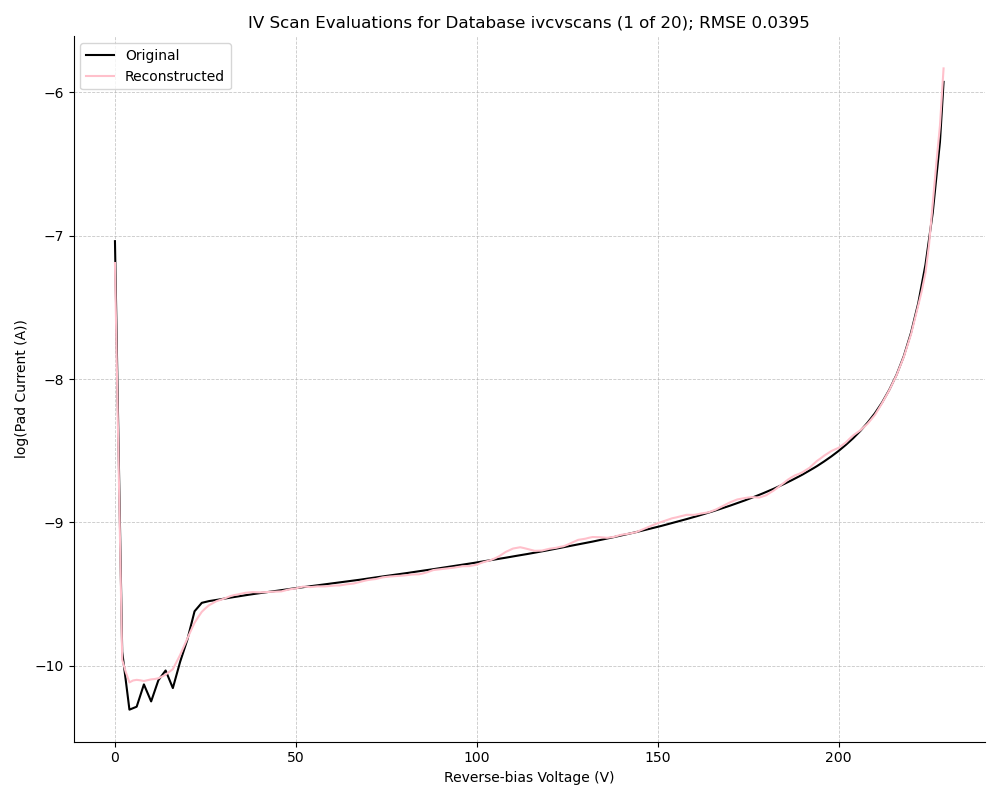 IV Scan Evaluations for Database ivcvscans (1 of 20); RMSE 0.0395
Original
Reconstructed
−6
−7
−8
−9
−10
log(Pad Current (A))
0
50
100
150
200
Reverse-bias Voltage (V)